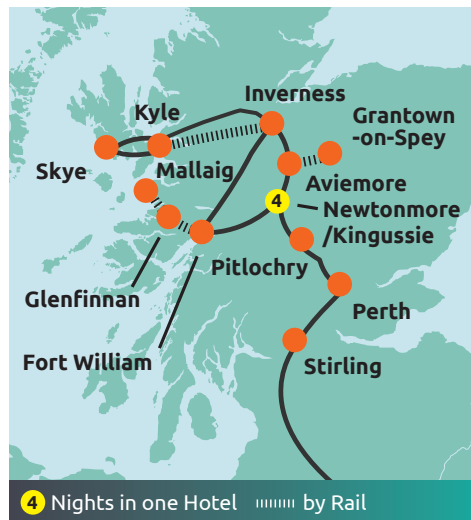 Inverness
Grantown
-on-Spey
Kyle
Skye
Mallaig
Aviemore
4
Newtonmore
/Kingussie
Pitlochry
Glenfinnan
Perth
Fort William
Stirling
4 Nights in one Hotel by Rail